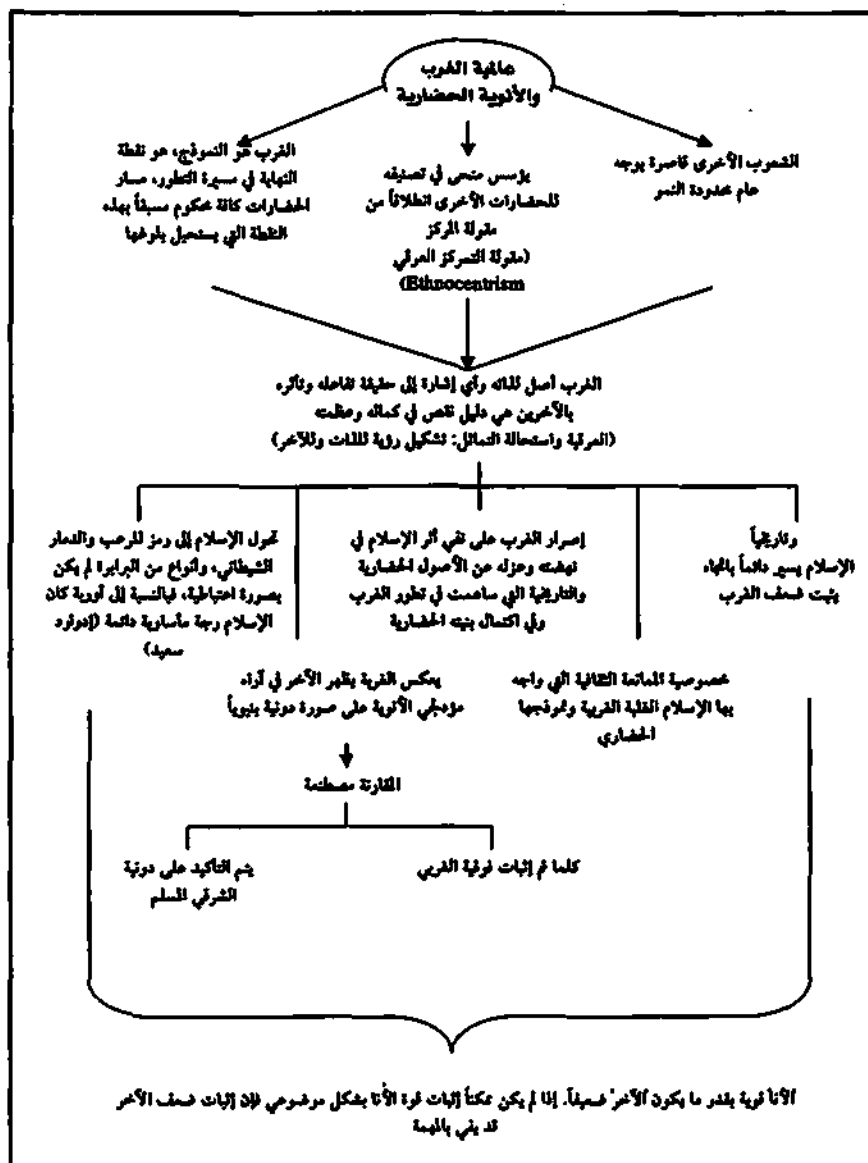 عالمية الغرب
والأنوية الحضارية
الشعوب الأخرى قاصرة بوجه
عام محدودة النمو
يؤسس منحى في تصنيفه
للحضارات الأخرى انطلاقاً من
مقولة المركز
(مقولة التمركز العرقي
Ethnocentrism)
الغرب هو النموذج، هو نقطة
النهاية في مسيرة التطور، مسار
الحضارات كافة محكوم مسبقاً بهذه
النقطة التي يستحيل بلوغها
الغرب أصل لذاته وأي إشارة إلى حقيقة تفاعله وتأثره
بالآخرين هي دليل نقص في كماله وعظمته
(العرقية واستحالة التماثل: تشكيل رؤية للذات وللآخر)
وتاريخياً
الإسلام يسير دائماً باتجاه
يثبت ضعف الغرب
إصرار الغرب على نفي أثر الإسلام في
نهضته وعزله عن الأصول الحضارية
والتاريخية التي ساهمت في تطور الغرب
وفي اكتمال بنيته الحضارية
تحول الإسلام إلى رمز للرعب والدمار
الشيطاني، وأنواع من البرابرة لم يكن
بصورة اعتباطية، فبالنسبة إلى أوربة كان
الإسلام رجة مأساوية دائمة (إدوارد
سعيد)
خصوصية الممانعة الثقافية التي واجه
بها الإسلام الغلبة الغربية ونموذجها
الحضاري
بعكس الغربة يظهر الآخر في آراء
مؤدلجي الأنوية على صورة دونية بنيوياً
المقارنة مصطنعة
كلما تم إثبات فوقية الغربي
يتم التأكيد على دونية
الشرقي المسلم
الأنا قوية بقدر ما يكون "الآخر" ضعيفاً. إذا لم يكن ممكناً إثبات قوة الأنا بشكل موضوعي فإن إثبات ضعف الآخر
قد يفي بالمهمة